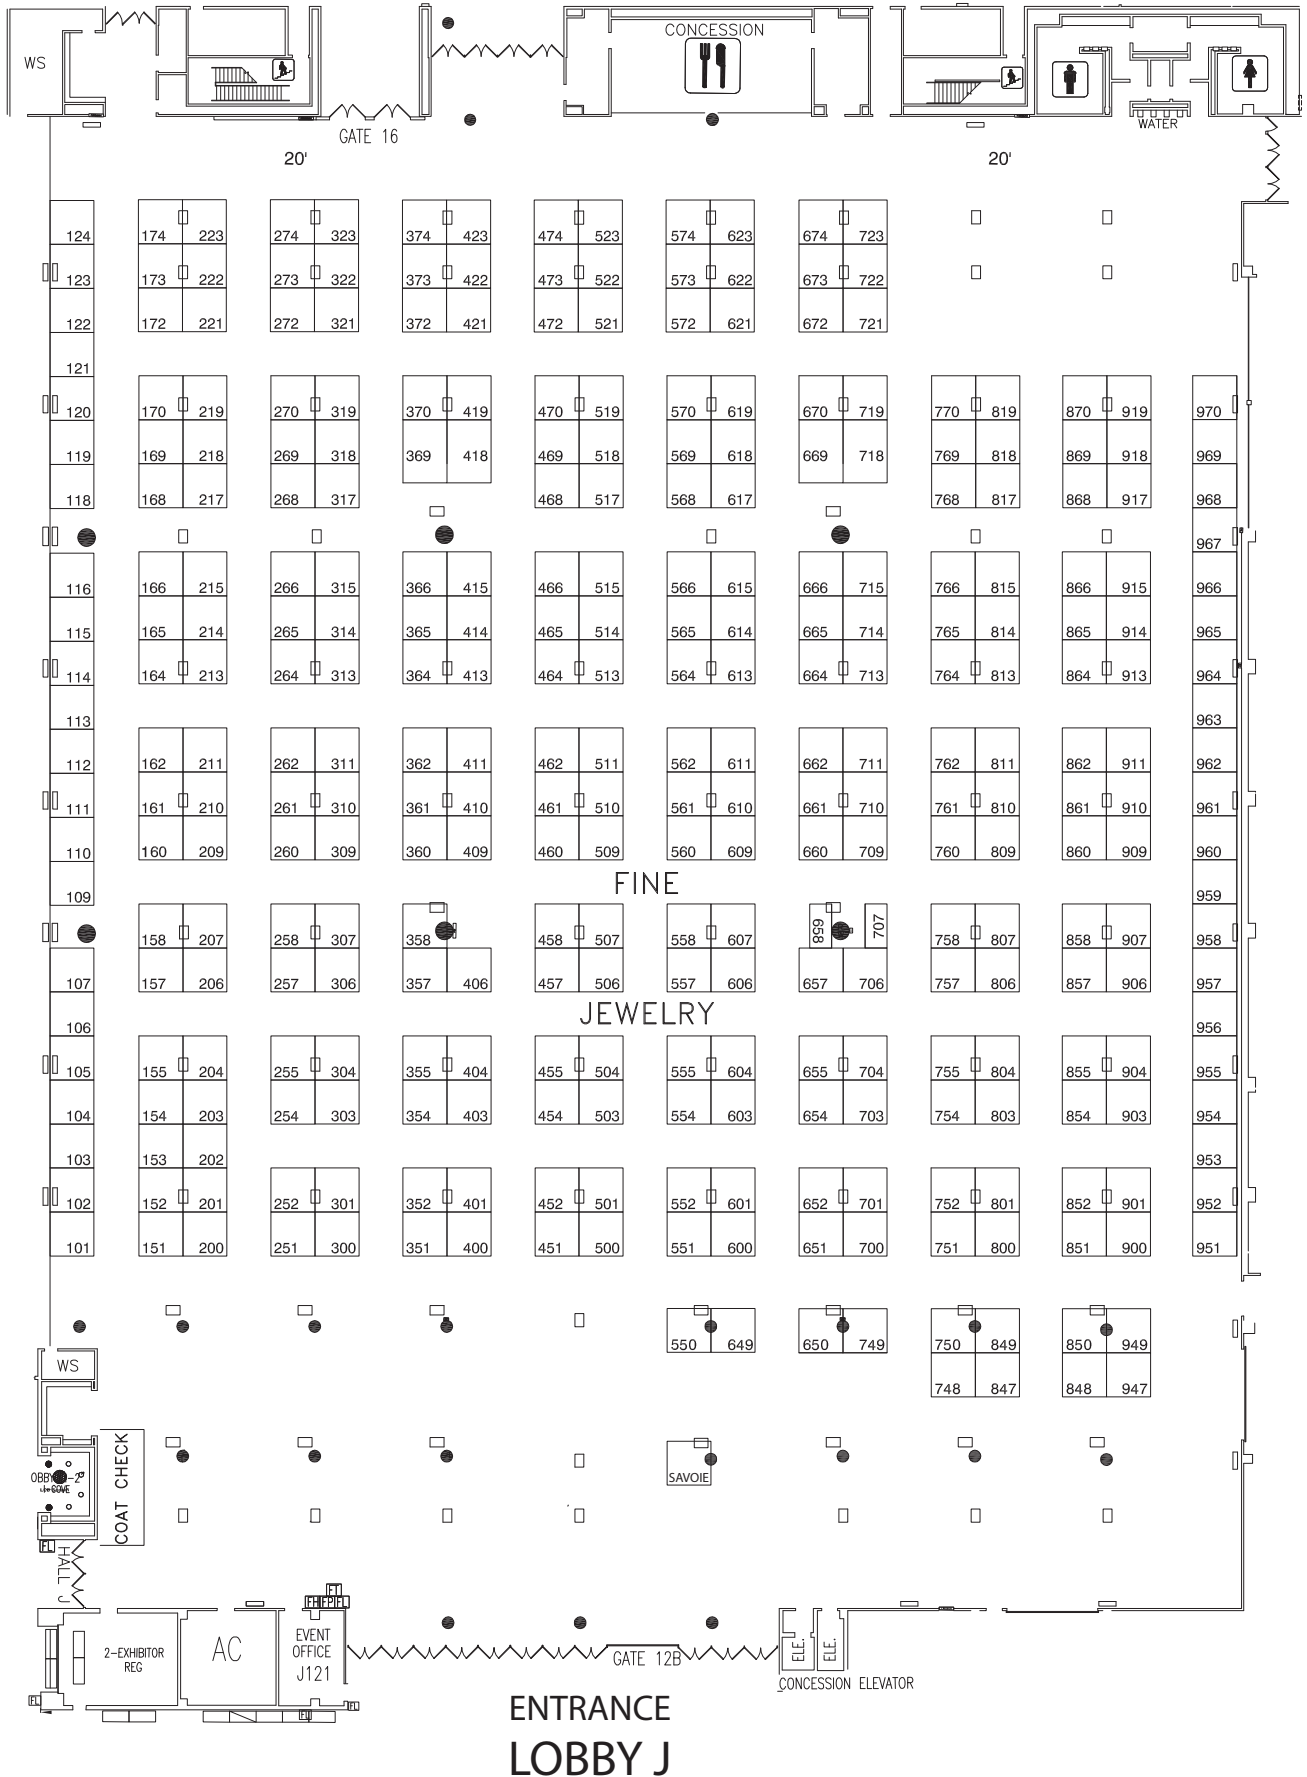 CONCESSION
WS
WATER
GATE 16
20' 20'
124 174 223 274 323 374 423 474 523 574 623 674 723
123 173 222 273 322 373 422 473 522 573 622 673 722
122 172 221 272 321 372 421 472 521 572 621 672 721
121
120 170 219 270 319 370 419 470 519 570 619 670 719 770 819 870 919 970
119 169 218 269 318 369 418 469 518 569 618 669 718 769 818 869 918 969
118 168 217 268 317 468 517 568 617 768 817 868 917 968
967
116 166 215 266 315 366 415 466 515 566 615 666 715 766 815 866 915 966
115 165 214 265 314 365 414 465 514 565 614 665 714 765 814 865 914 965
114 164 213 264 313 364 413 464 513 564 613 664 713 764 813 864 913 964
113 963
112 162 211 262 311 362 411 462 511 562 611 662 711 762 811 862 911 962
111 161 210 261 310 361 410 461 510 561 610 661 710 761 810 861 910 961
110 160 209 260 309 360 409 460 509 560 609 660 709 760 809 860 909 960
FINE
109 959
158 207 258 307 358 458 507 558 607 658 707 758 807 858 907 958
107 157 206 257 306 357 406 457 506 557 606 657 706 757 806 857 906 957
JEWELRY
106 956
105 155 204 255 304 355 404 455 504 555 604 655 704 755 804 855 904 955
104 154 203 254 303 354 403 454 503 554 603 654 703 754 803 854 903 954
103 153 202 953
102 152 201 252 301 352 401 452 501 552 601 652 701 752 801 852 901 952
101 151 200 251 300 351 400 451 500 551 600 651 700 751 800 851 900 951
550 649 650 749 750 849 850 949
WS
748 847 848 947
COAT CHECK
SAVOIE
FL
HALL J
FT
FH FP FL
EVENT
OFFICE
J121
AC
2-EXHIBITOR
REG
GATE 12B
ELE. ELE.
CONCESSION ELEVATOR
FL FL FL
ENTRANCE
LOBBY J